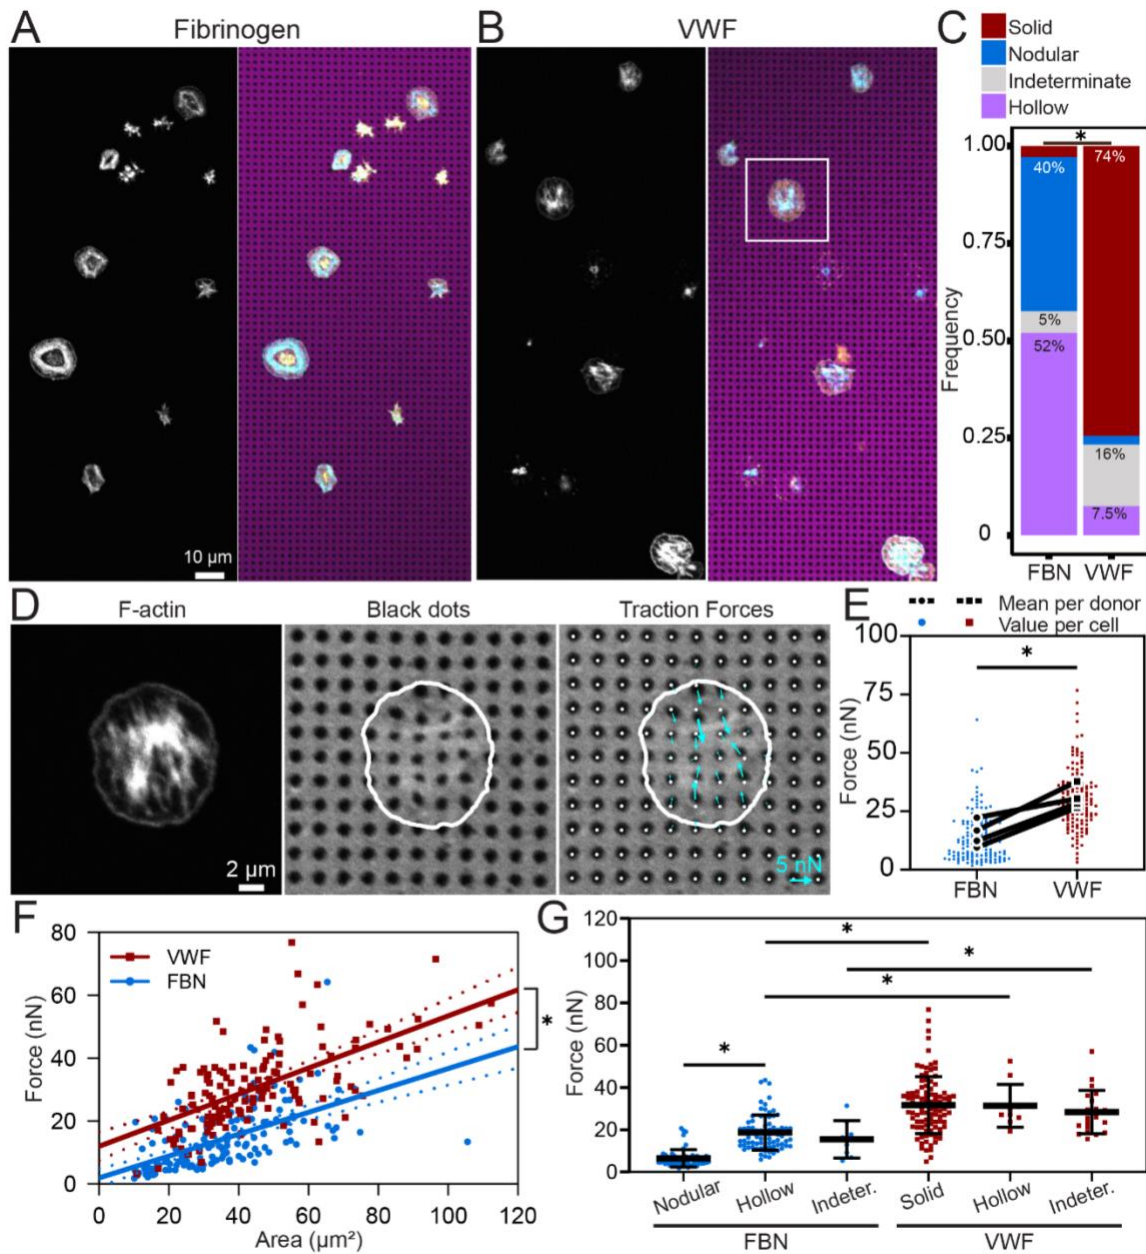 A
Fibrinogen
10 µm
B
VWF
C
Solid
Nodular
Indeterminate
Hollow
*
1.00
0.75
0.50
0.25
0
Frequency
40%
5%
52%
74%
16%
7.5%
FBN VWF
D
F-actin
Black dots
Traction Forces
2 µm
5 nN
E
Mean per donor
Value per cell
*
100
75
50
25
0
Force (nN)
FBN VWF
F
VWF
FBN
*
80
60
40
20
0
Force (nN)
0 20 40 60 80 100 120
Area (µm²)
G
*
*
*
*
120
100
80
60
40
20
0
Force (nN)
Nodular Hollow Indeter. Solid Hollow Indeter.
FBN VWF